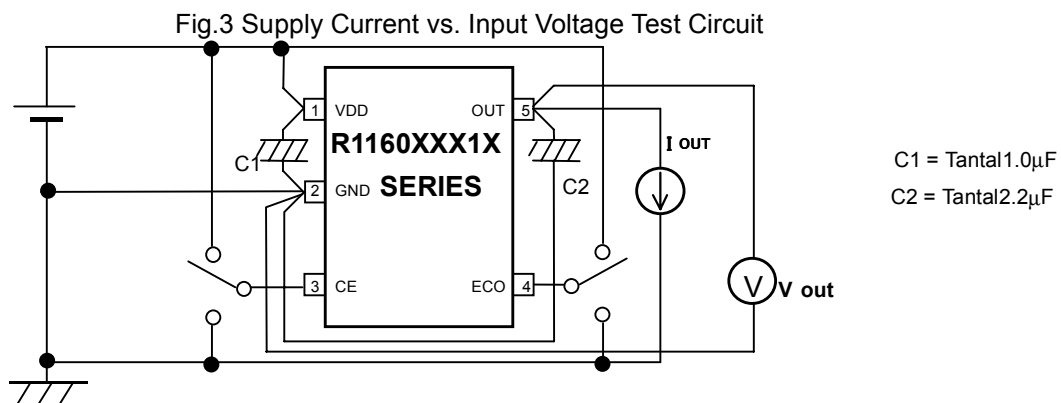 Fig.3 Supply Current vs. Input Voltage Test Circuit
1 VDD OUT 5
R1160XXX1X
SERIES
C1
2 GND
C2
I OUT
C1 = Tantal1.0μF
C2 = Tantal2.2μF
3 CE ECO 4
V V out